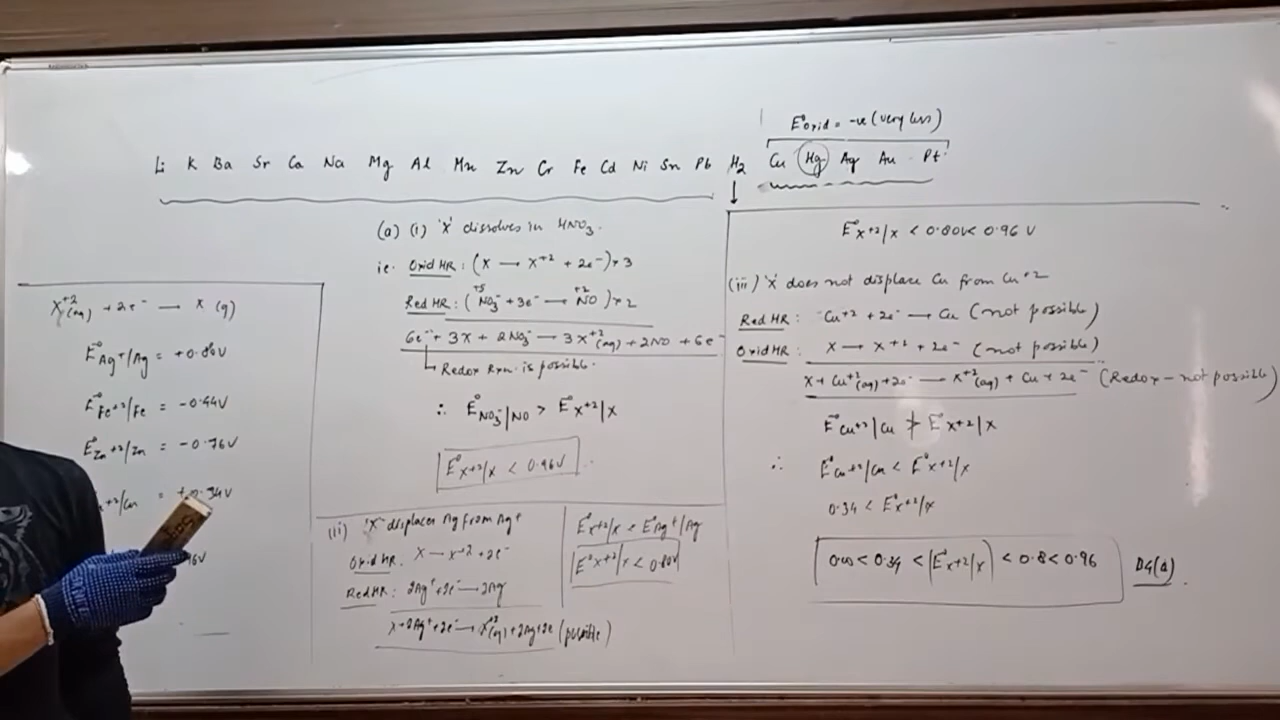 E°oxid = -ve (very less)
Li K Ba Sr Ca Na Mg Al Mn Zn Cr Fe Cd Ni Sn Pb H₂ Cu Hg Ag Au Pt
X⁺²(aq) + 2e⁻ → X (g)
E°Ag⁺/Ag = +0.80V
E°Fe⁺²/Fe = -0.44V
E°Zn⁺²/Zn = -0.76V
⁺²/Cu = +0.34V
(a) (i) 'X' dissolves in HNO₃.
ie. Oxid HR : (X → X⁺² + 2e⁻) × 3
Red HR : (NO₃⁻ + 3e⁻ → NO) × 2
+5 +2
6e⁻ + 3X + 2NO₃⁻ → 3X⁺²(aq) + 2NO + 6e⁻
↳ Redox Rxn. is possible.
∴ E°NO₃⁻/NO > E°X⁺²/X
E°X⁺²/X < 0.96V
(ii) 'X' displaces Ag from Ag⁺
Oxid HR. X → X⁺² + 2e⁻
Red HR : 2Ag⁺ + 2e⁻ → 2Ag
X + 2Ag⁺ + 2e⁻ → X⁺²(aq) + 2Ag + 2e (possible)
E°X⁺²/X < E°Ag⁺/Ag
E°X⁺²/X < 0.80V
E°X⁺²/X < 0.80V < 0.96 V
(iii) 'X' does not displace Cu from Cu⁺²
Red HR : Cu⁺² + 2e⁻ → Cu (not possible)
Oxid HR : X → X⁺² + 2e⁻ (not possible)
X + Cu⁺²(aq) + 2e⁻ → X⁺²(aq) + Cu + 2e⁻ (Redox - not possible)
E°Cu⁺²/Cu ≯ E°X⁺²/X
∴ E°Cu⁺²/Cu < E°X⁺²/X
0.34 < E°X⁺²/X
0.00 < 0.34 < (E°X⁺²/X) < 0.8 < 0.96